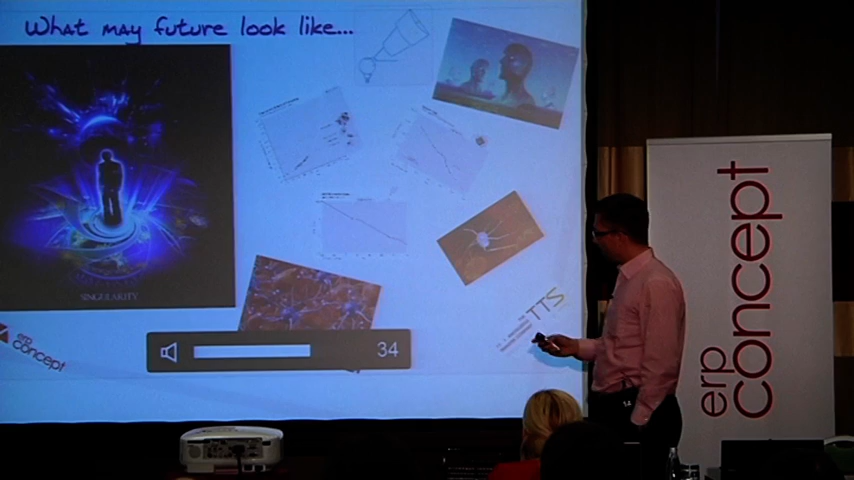 What may future look like...
SINGULARITY
TTS
erp
concept
34
erp
concept